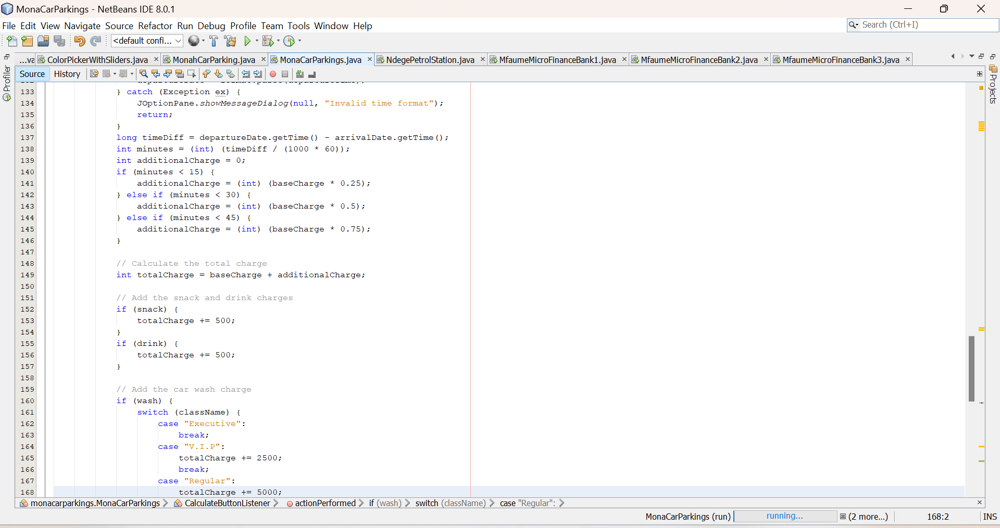 MonaCarParkings - NetBeans IDE 8.0.1
File Edit View Navigate Source Refactor Run Debug Profile Team Tools Window Help
Search (Ctrl+I)
<default confi...
...va ColorPickerWithSliders.java MonahCarParking.java MonaCarParkings.java NdegePetrolStation.java MfaumeMicroFinanceBank1.java MfaumeMicroFinanceBank2.java MfaumeMicroFinanceBank3.java
Source History
Profiler
Projects
133 } catch (Exception ex) {
134 JOptionPane.showMessageDialog(null, "Invalid time format");
135 return;
136 }
137 long timeDiff = departureDate.getTime() - arrivalDate.getTime();
138 int minutes = (int) (timeDiff / (1000 * 60));
139 int additionalCharge = 0;
140 if (minutes < 15) {
141 additionalCharge = (int) (baseCharge * 0.25);
142 } else if (minutes < 30) {
143 additionalCharge = (int) (baseCharge * 0.5);
144 } else if (minutes < 45) {
145 additionalCharge = (int) (baseCharge * 0.75);
146 }
147
148 // Calculate the total charge
149 int totalCharge = baseCharge + additionalCharge;
150
151 // Add the snack and drink charges
152 if (snack) {
153 totalCharge += 500;
154 }
155 if (drink) {
156 totalCharge += 500;
157 }
158
159 // Add the car wash charge
160 if (wash) {
161 switch (className) {
162 case "Executive":
163 break;
164 case "V.I.P":
165 totalCharge += 2500;
166 break;
167 case "Regular":
168 totalCharge += 5000;
monacarparkings.MonaCarParkings CalculateButtonListener actionPerformed if (wash) switch (className) case "Regular":
MonaCarParkings (run) running... (2 more...) 168:2 INS